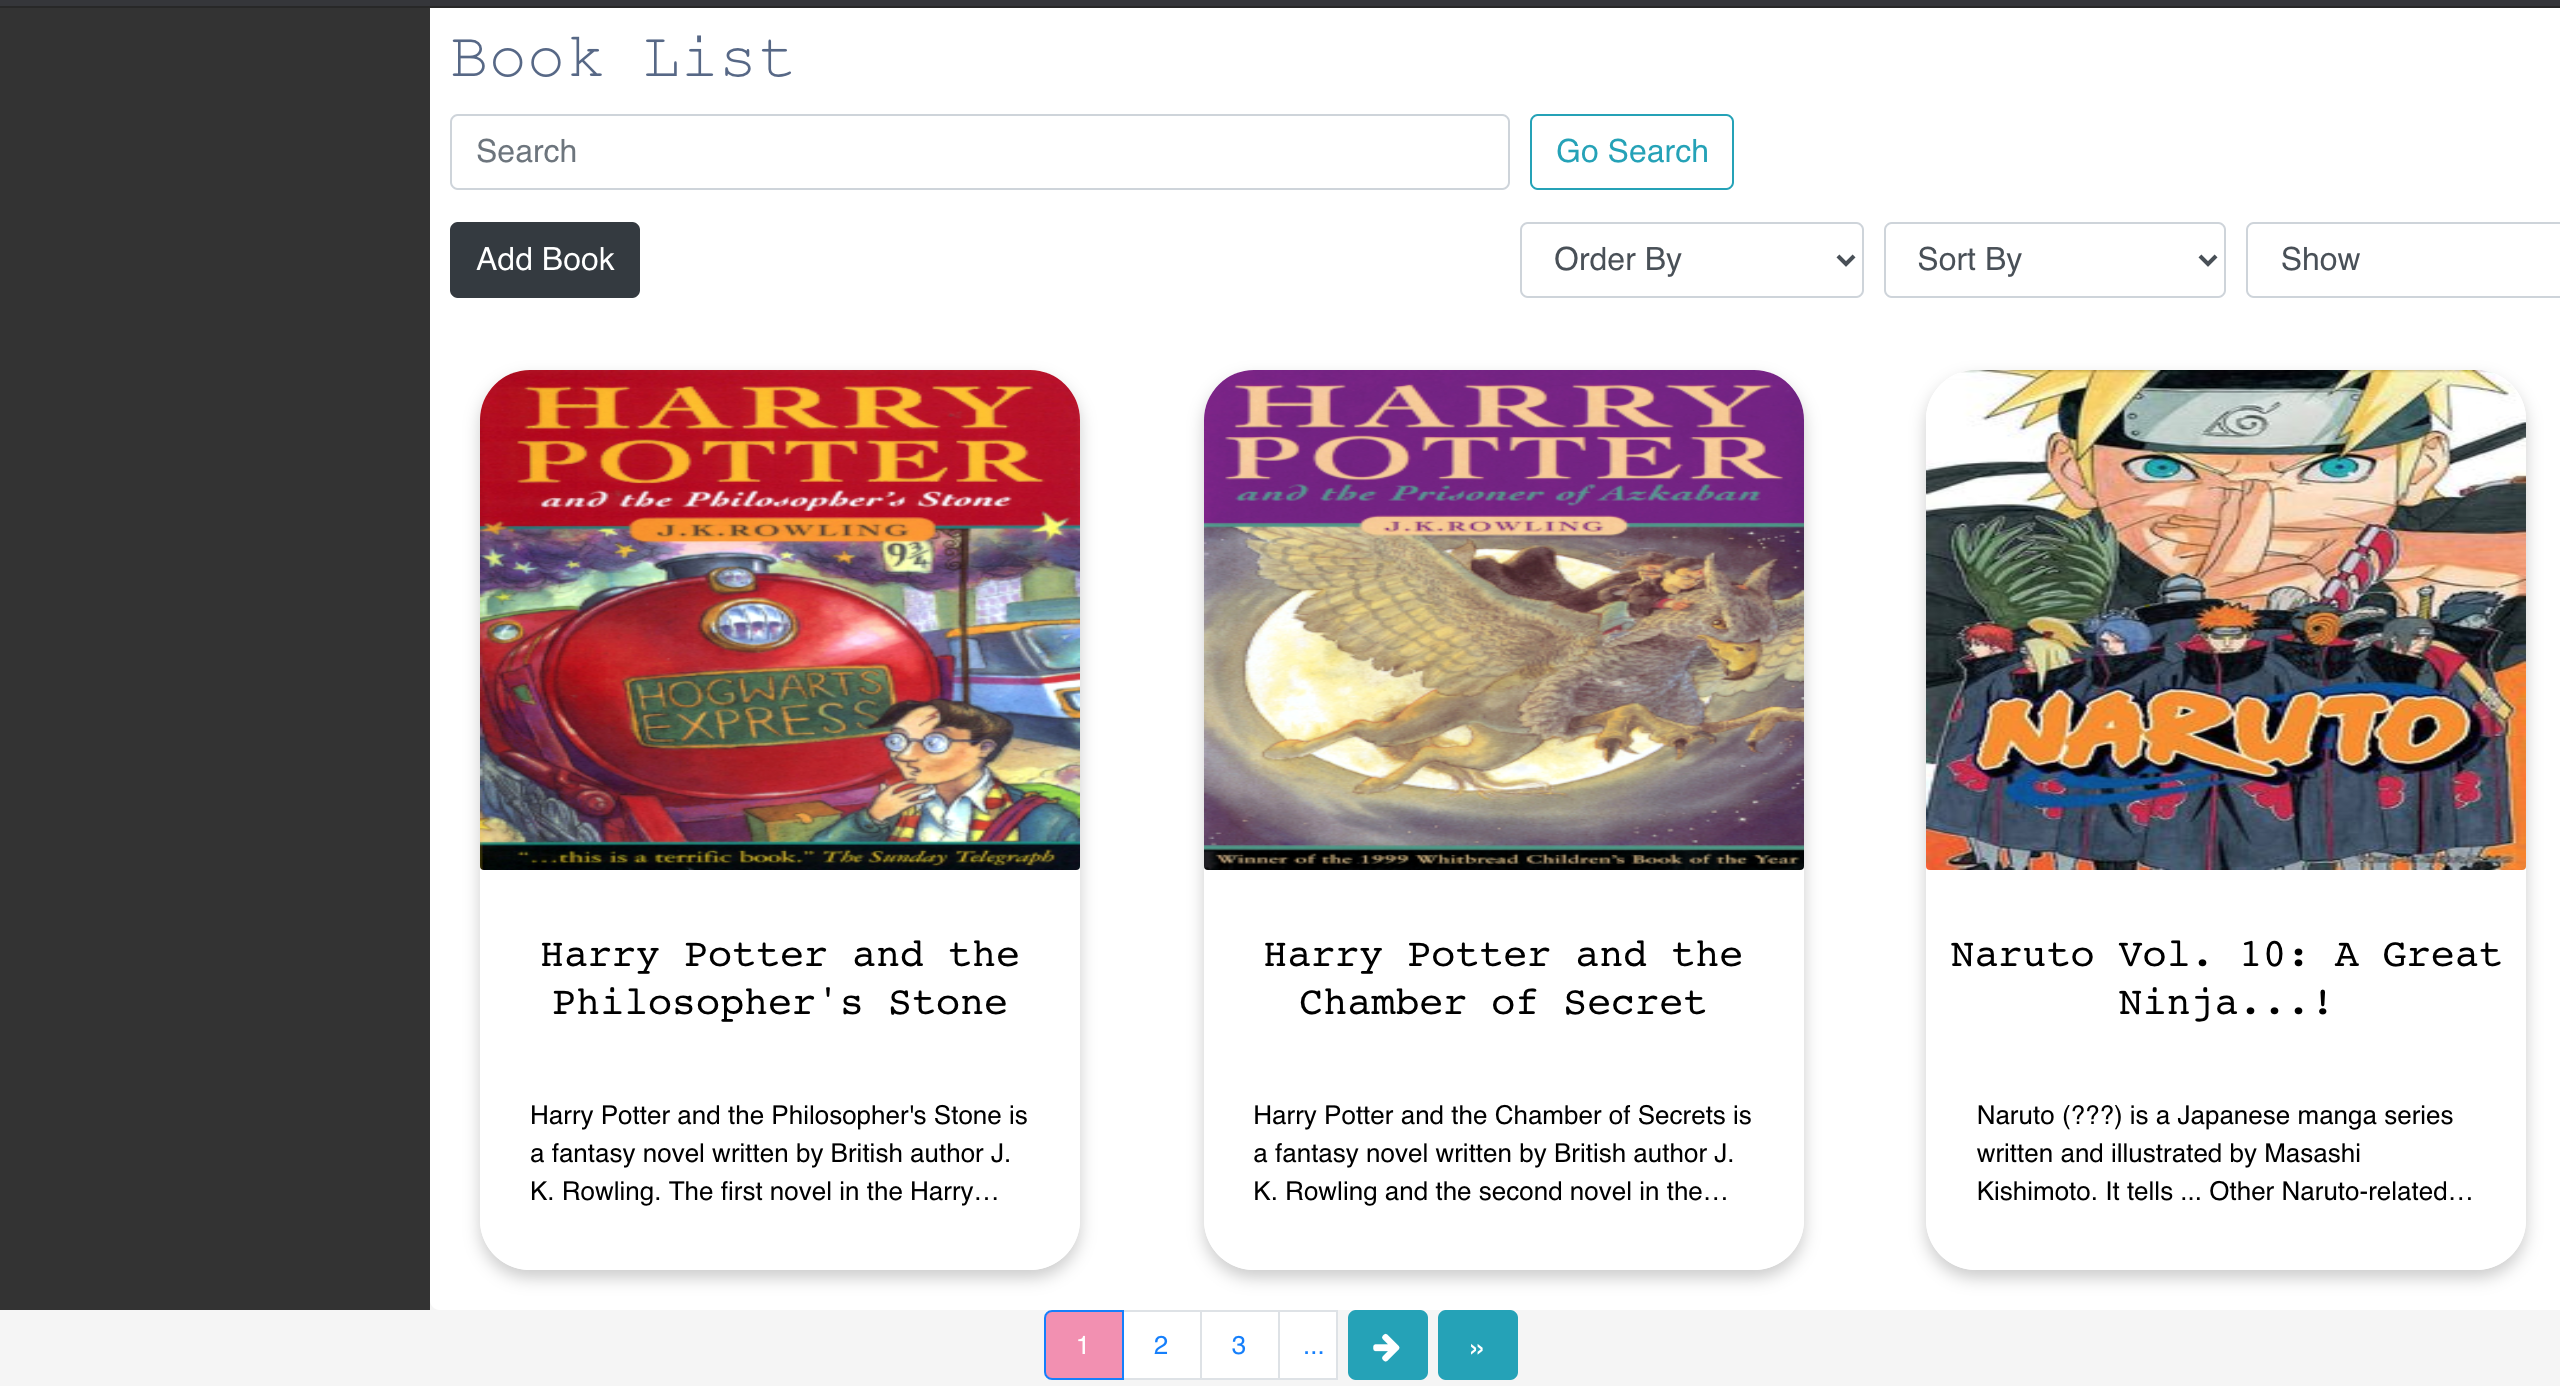 Book List
Search
Go Search
Add Book
Order By
Sort By
Show
HARRY
POTTER
and the Philosopher's Stone
J.K.ROWLING
9¾
HOGWARTS
EXPRESS
"...this is a terrific book." The Sunday Telegraph
Harry Potter and the
Philosopher's Stone
Harry Potter and the Philosopher's Stone is
a fantasy novel written by British author J.
K. Rowling. The first novel in the Harry…
HARRY
POTTER
and the Prisoner of Azkaban
J.K.ROWLING
Winner of the 1999 Whitbread Children's Book of the Year
Harry Potter and the
Chamber of Secret
Harry Potter and the Chamber of Secrets is
a fantasy novel written by British author J.
K. Rowling and the second novel in the…
NARUTO
Naruto Vol. 10: A Great
Ninja...!
Naruto (???) is a Japanese manga series
written and illustrated by Masashi
Kishimoto. It tells ... Other Naruto-related…
1 2 3 ... »